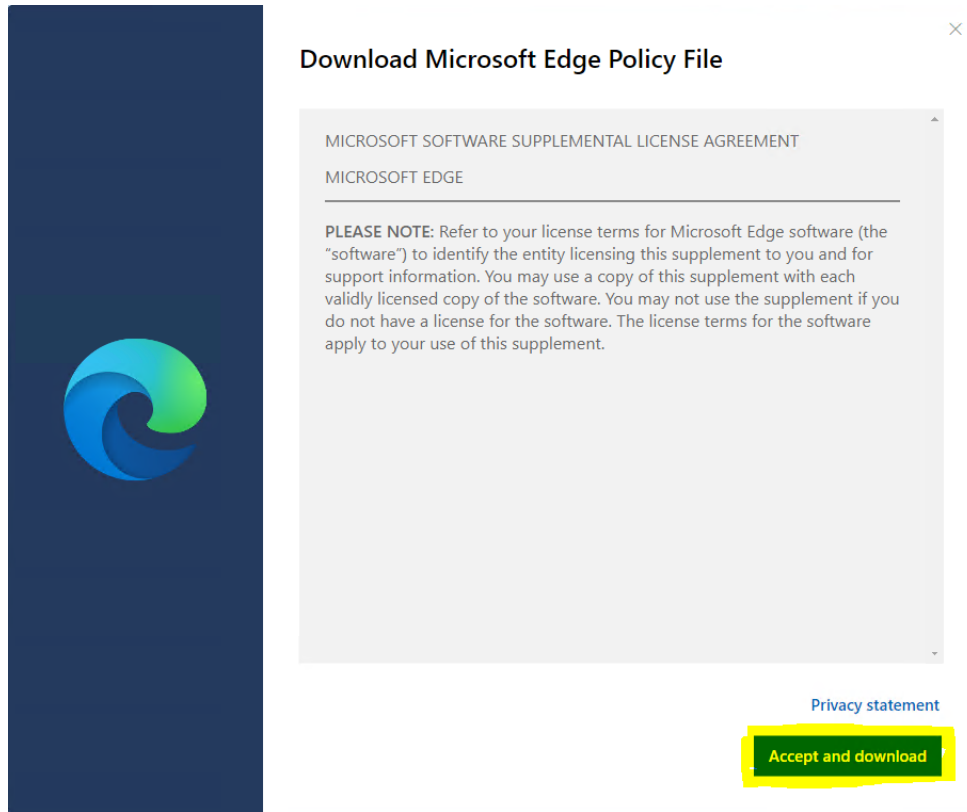 Download Microsoft Edge Policy File
MICROSOFT SOFTWARE SUPPLEMENTAL LICENSE AGREEMENT
MICROSOFT EDGE
PLEASE NOTE: Refer to your license terms for Microsoft Edge software (the
“software”) to identify the entity licensing this supplement to you and for
support information. You may use a copy of this supplement with each
validly licensed copy of the software. You may not use the supplement if you
do not have a license for the software. The license terms for the software
apply to your use of this supplement.
Privacy statement
Accept and download